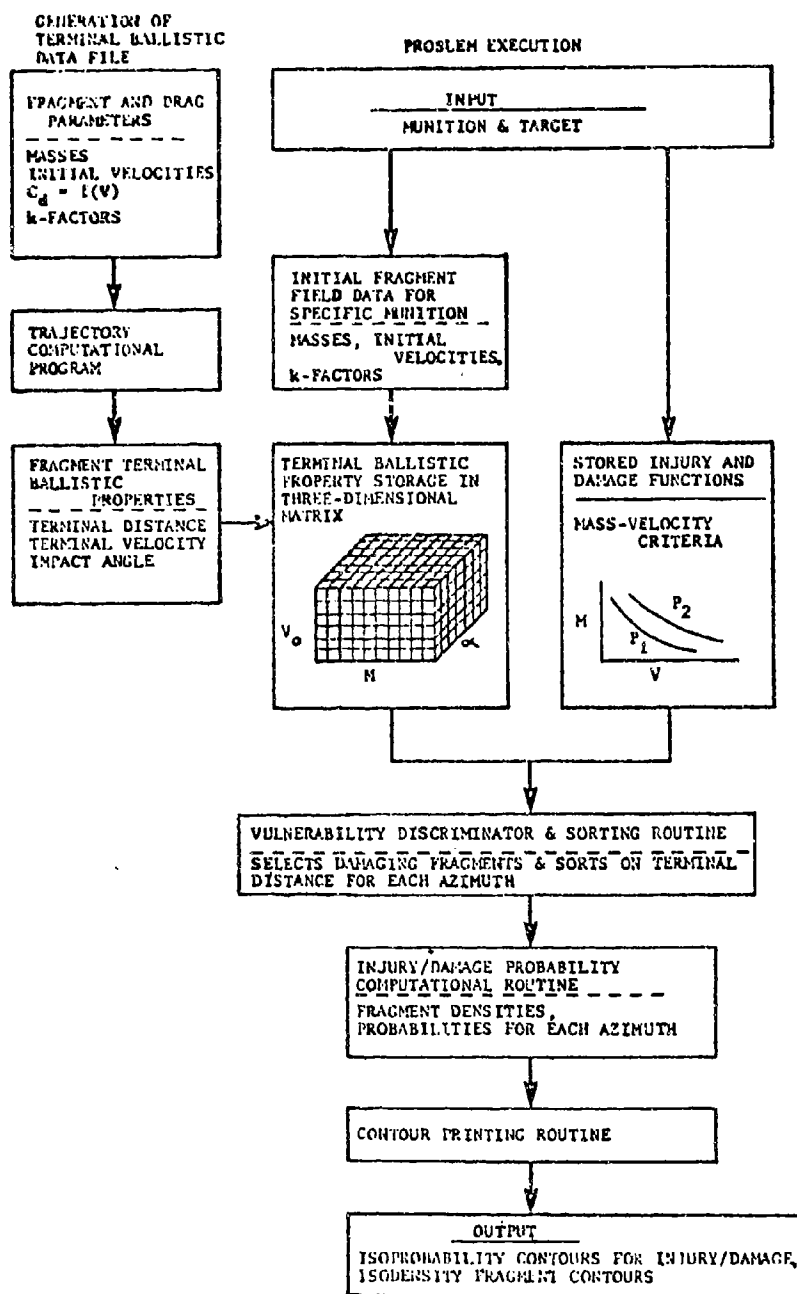 GENERATION OF
TERMINAL BALLISTIC
DATA FILE
FRAGMENT AND DRAG
PARAMETERS
MASSES
INITIAL VELOCITIES
C_d = f(V)
k-FACTORS
TRAJECTORY
COMPUTATIONAL
PROGRAM
FRAGMENT TERMINAL
BALLISTIC
PROPERTIES
TERMINAL DISTANCE
TERMINAL VELOCITY
IMPACT ANGLE
PROSLEM EXECUTION
INPUT
MUNITION & TARGET
INITIAL FRAGMENT
FIELD DATA FOR
SPECIFIC MUNITION
MASSES, INITIAL
VELOCITIES,
k-FACTORS
TERMINAL BALLISTIC
PROPERTY STORAGE IN
THREE-DIMENSIONAL
MATRIX
V_o
M
α
STORED INJURY AND
DAMAGE FUNCTIONS
MASS-VELOCITY
CRITERIA
M
P_1
P_2
V
VULNERABILITY DISCRIMINATOR & SORTING ROUTINE
SELECTS DAMAGING FRAGMENTS & SORTS ON TERMINAL
DISTANCE FOR EACH AZIMUTH
INJURY/DAMAGE PROBABILITY
COMPUTATIONAL ROUTINE
FRAGMENT DENSITIES,
PROBABILITIES FOR EACH AZIMUTH
CONTOUR PRINTING ROUTINE
OUTPUT
ISOPROBABILITY CONTOURS FOR INJURY/DAMAGE,
ISODENSITY FRAGMENT CONTOURS